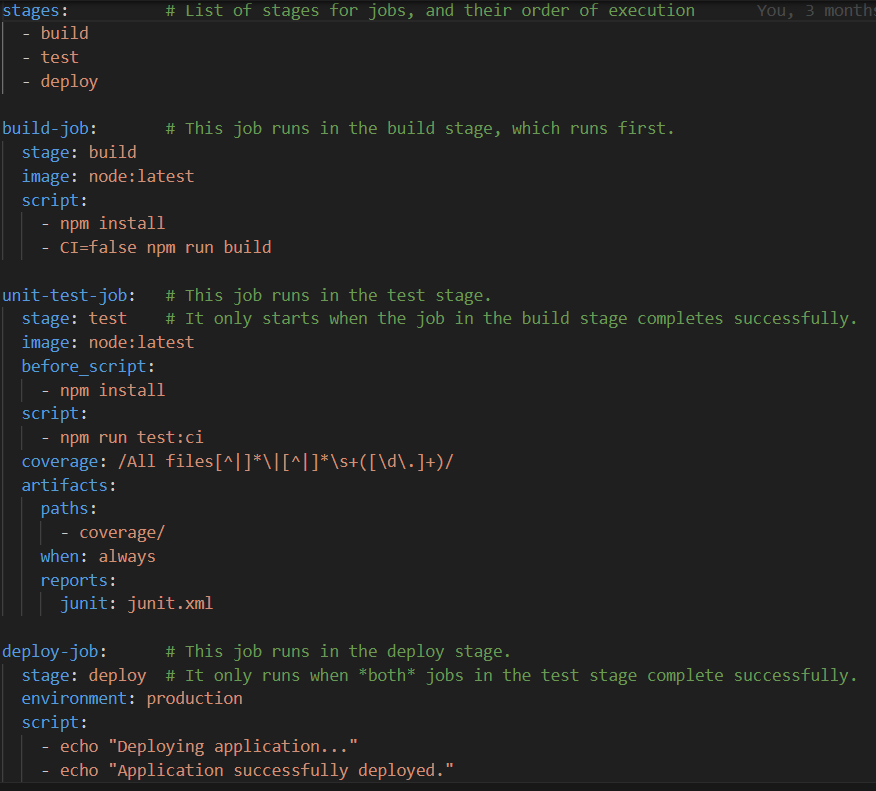 stages:          # List of stages for jobs, and their order of execution      You, 3 months
  - build
  - test
  - deploy

build-job:       # This job runs in the build stage, which runs first.
  stage: build
  image: node:latest
  script:
    - npm install
    - CI=false npm run build

unit-test-job:   # This job runs in the test stage.
  stage: test    # It only starts when the job in the build stage completes successfully.
  image: node:latest
  before_script:
    - npm install
  script:
    - npm run test:ci
  coverage: /All files[^|]*\|[^|]*\s+([\d\.]+)/
  artifacts:
    paths:
      - coverage/
    when: always
    reports:
      junit: junit.xml

deploy-job:      # This job runs in the deploy stage.
  stage: deploy  # It only runs when *both* jobs in the test stage complete successfully.
  environment: production
  script:
    - echo "Deploying application..."
    - echo "Application successfully deployed."